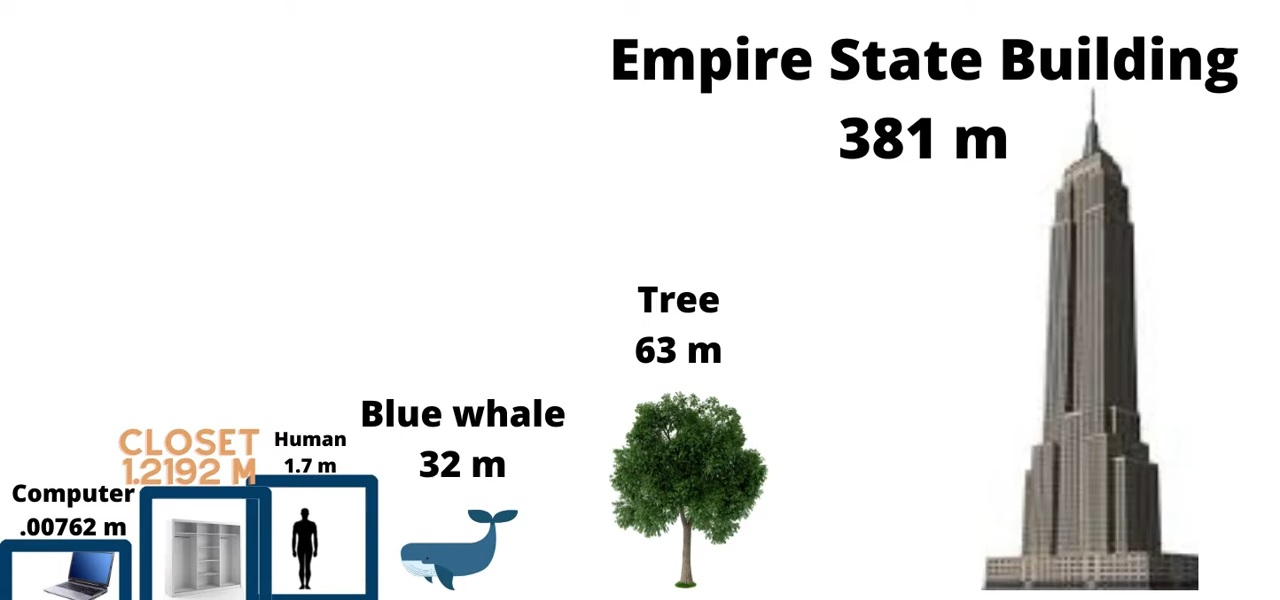 Empire State Building
381 m
Tree
63 m
Blue whale
32 m
Human
1.7 m
CLOSET
1.2192 M
Computer
.00762 m